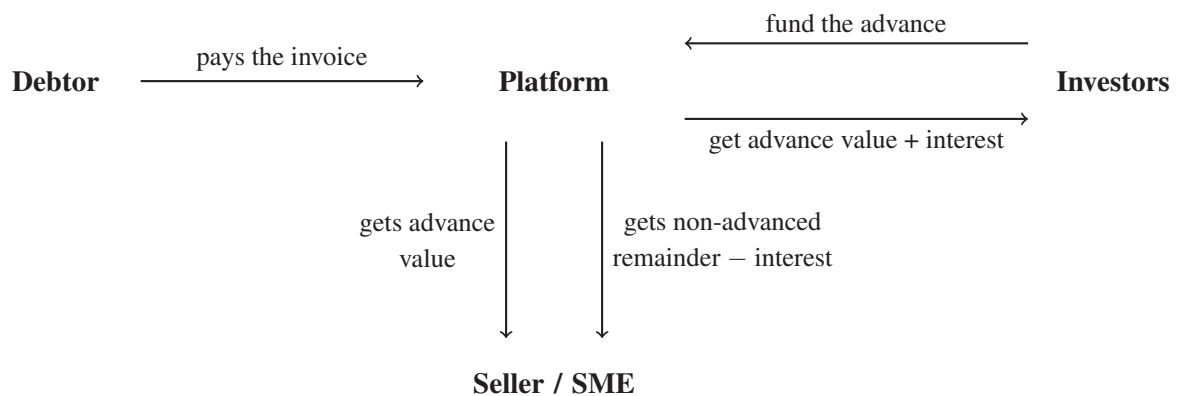 fund the advance
pays the invoice
Debtor
Platform
Investors
get advance value + interest
gets advance
value
gets non-advanced
remainder − interest
Seller / SME